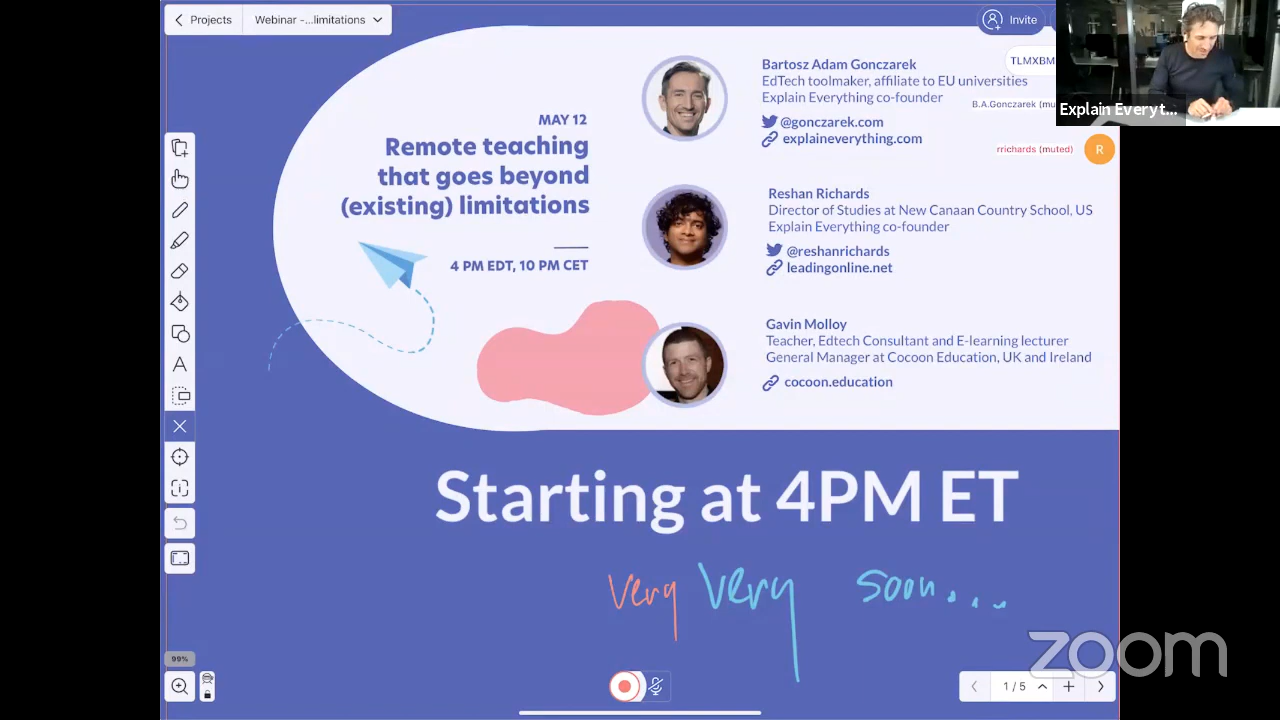 Projects
Webinar -...limitations
Invite
TLMXBM
B.A.Gonczarek (mu
Explain Everyt...
rrichards (muted)
R
MAY 12
Remote teaching
that goes beyond
(existing) limitations
4 PM EDT, 10 PM CET
Bartosz Adam Gonczarek
EdTech toolmaker, affiliate to EU universities
Explain Everything co-founder
@gonczarek.com
explaineverything.com
Reshan Richards
Director of Studies at New Canaan Country School, US
Explain Everything co-founder
@reshanrichards
leadingonline.net
Gavin Molloy
Teacher, Edtech Consultant and E-learning lecturer
General Manager at Cocoon Education, UK and Ireland
cocoon.education
A
Starting at 4PM ET
very very soon...
99%
1 / 5
zoom